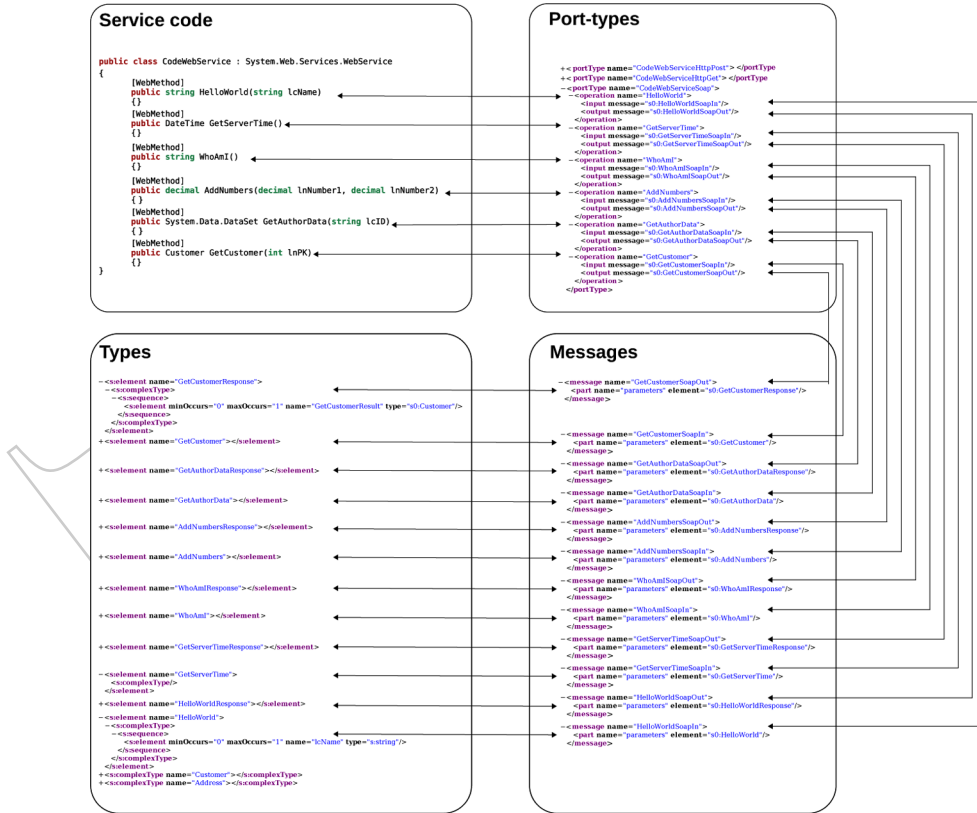 Service code
public class CodeWebService : System.Web.Services.WebService
{
[WebMethod]
public string HelloWorld(string lcName)
{}
[WebMethod]
public DateTime GetServerTime()
{}
[WebMethod]
public string WhoAmI()
{}
[WebMethod]
public decimal AddNumbers(decimal lnNumber1, decimal lnNumber2)
{}
[WebMethod]
public System.Data.DataSet GetAuthorData(string lcID)
{}
[WebMethod]
public Customer GetCustomer(int lnPK)
{}
}
Port-types
+<portType name="CodeWebServiceHttpPost"></portType
+<portType name="CodeWebServiceHttpGet"></portType
−<portType name="CodeWebServiceSoap">
−<operation name="HelloWorld">
<input message="s0:HelloWorldSoapIn"/>
<output message="s0:HelloWorldSoapOut"/>
</operation>
−<operation name="GetServerTime">
<input message="s0:GetServerTimeSoapIn"/>
<output message="s0:GetServerTimeSoapOut"/>
</operation>
−<operation name="WhoAmI">
<input message="s0:WhoAmISoapIn"/>
<output message="s0:WhoAmISoapOut"/>
</operation>
−<operation name="AddNumbers">
<input message="s0:AddNumbersSoapIn"/>
<output message="s0:AddNumbersSoapOut"/>
</operation>
−<operation name="GetAuthorData">
<input message="s0:GetAuthorDataSoapIn"/>
<output message="s0:GetAuthorDataSoapOut"/>
</operation>
−<operation name="GetCustomer">
<input message="s0:GetCustomerSoapIn"/>
<output message="s0:GetCustomerSoapOut"/>
</operation>
</portType>
Types
−<s:element name="GetCustomerResponse">
−<s:complexType>
−<s:sequence>
<s:element minOccurs="0" maxOccurs="1" name="GetCustomerResult" type="s0:Customer"/>
</s:sequence>
</s:complexType>
</s:element>
+<s:element name="GetCustomer"></s:element>
+<s:element name="GetAuthorDataResponse"></s:element>
+<s:element name="GetAuthorData"></s:element>
+<s:element name="AddNumbersResponse"></s:element>
+<s:element name="AddNumbers"></s:element>
+<s:element name="WhoAmIResponse"></s:element>
+<s:element name="WhoAmI"></s:element>
+<s:element name="GetServerTimeResponse"></s:element>
−<s:element name="GetServerTime">
<s:complexType/>
</s:element>
+<s:element name="HelloWorldResponse"></s:element>
−<s:element name="HelloWorld">
−<s:complexType>
−<s:sequence>
<s:element minOccurs="0" maxOccurs="1" name="lcName" type="s:string"/>
</s:sequence>
</s:complexType>
</s:element>
+<s:complexType name="Customer"></s:complexType>
+<s:complexType name="Address"></s:complexType>
Messages
−<message name="GetCustomerSoapOut">
<part name="parameters" element="s0:GetCustomerResponse"/>
</message>
−<message name="GetCustomerSoapIn">
<part name="parameters" element="s0:GetCustomer"/>
</message>
−<message name="GetAuthorDataSoapOut">
<part name="parameters" element="s0:GetAuthorDataResponse"/>
</message>
−<message name="GetAuthorDataSoapIn">
<part name="parameters" element="s0:GetAuthorData"/>
</message>
−<message name="AddNumbersSoapOut">
<part name="parameters" element="s0:AddNumbersResponse"/>
</message>
−<message name="AddNumbersSoapIn">
<part name="parameters" element="s0:AddNumbers"/>
</message>
−<message name="WhoAmISoapOut">
<part name="parameters" element="s0:WhoAmIResponse"/>
</message>
−<message name="WhoAmISoapIn">
<part name="parameters" element="s0:WhoAmI"/>
</message>
−<message name="GetServerTimeSoapOut">
<part name="parameters" element="s0:GetServerTimeResponse"/>
</message>
−<message name="GetServerTimeSoapIn">
<part name="parameters" element="s0:GetServerTime"/>
</message>
−<message name="HelloWorldSoapOut">
<part name="parameters" element="s0:HelloWorldResponse"/>
</message>
−<message name="HelloWorldSoapIn">
<part name="parameters" element="s0:HelloWorld"/>
</message>